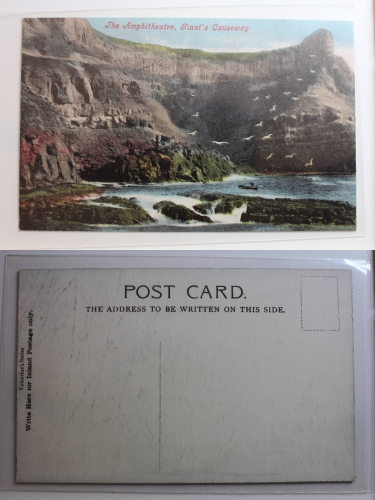 The Amphitheatre, Giant's Causeway
POST CARD.
THE ADDRESS TO BE WRITTEN ON THIS SIDE.
Valentine's Series
Write Here for Inland Postage only.